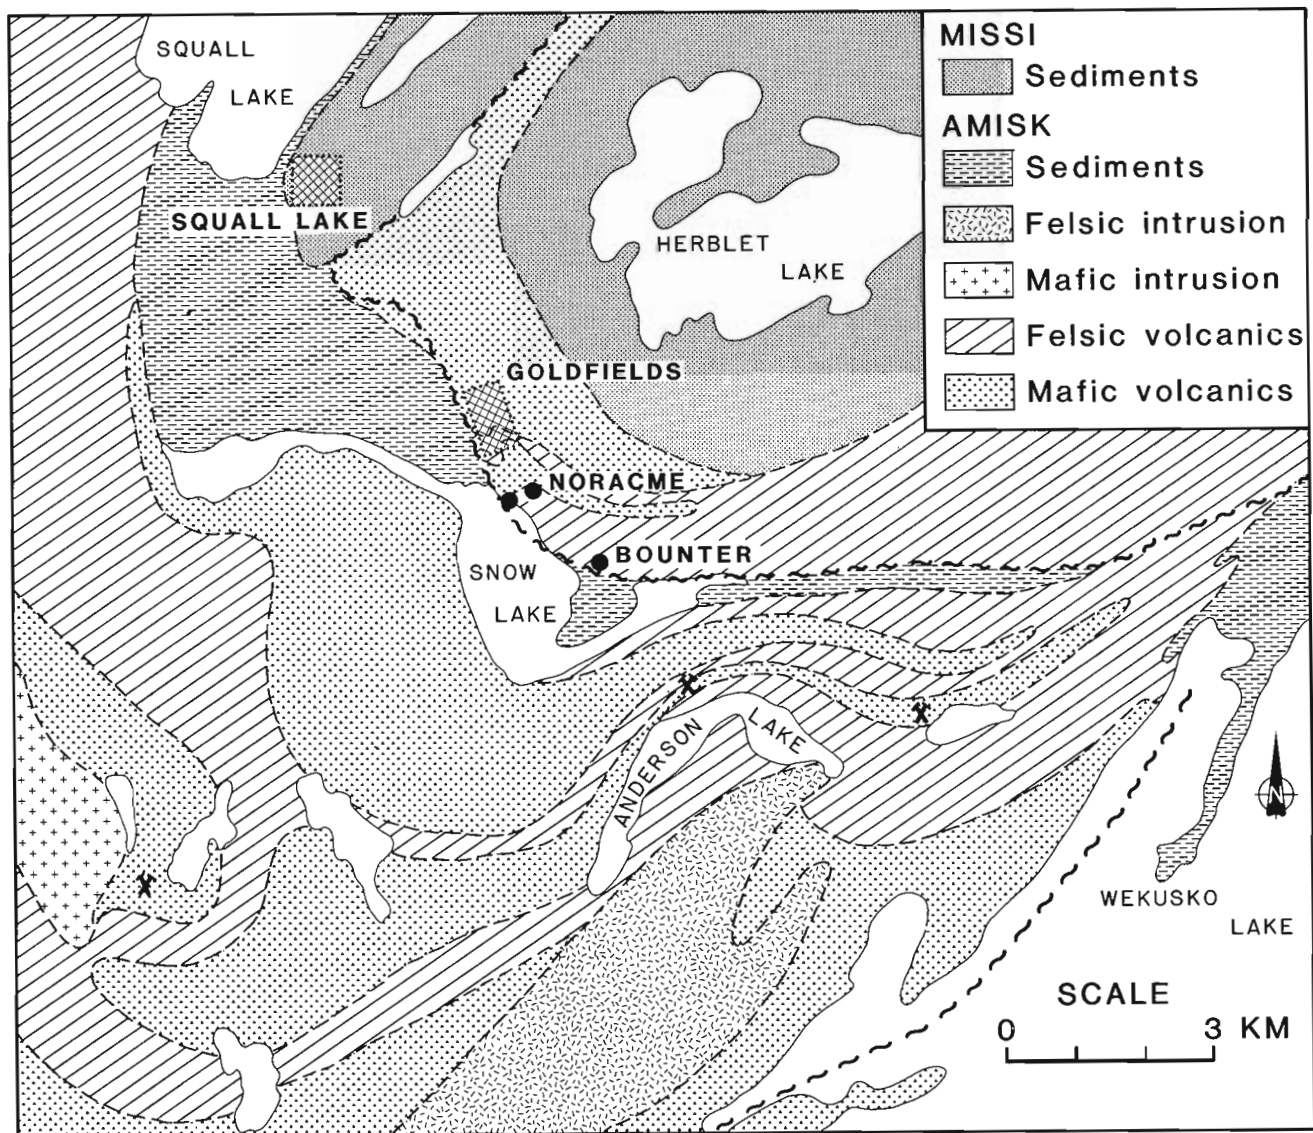 SQUALL
LAKE
SQUALL LAKE
HERBLET
LAKE
GOLDFIELDS
NORACME
BOUNTER
SNOW
LAKE
ANDERSON
LAKE
WEKUSKO
LAKE
MISSI
Sediments
AMISK
Sediments
Felsic intrusion
Mafic intrusion
Felsic volcanics
Mafic volcanics
N
SCALE
0 3 KM